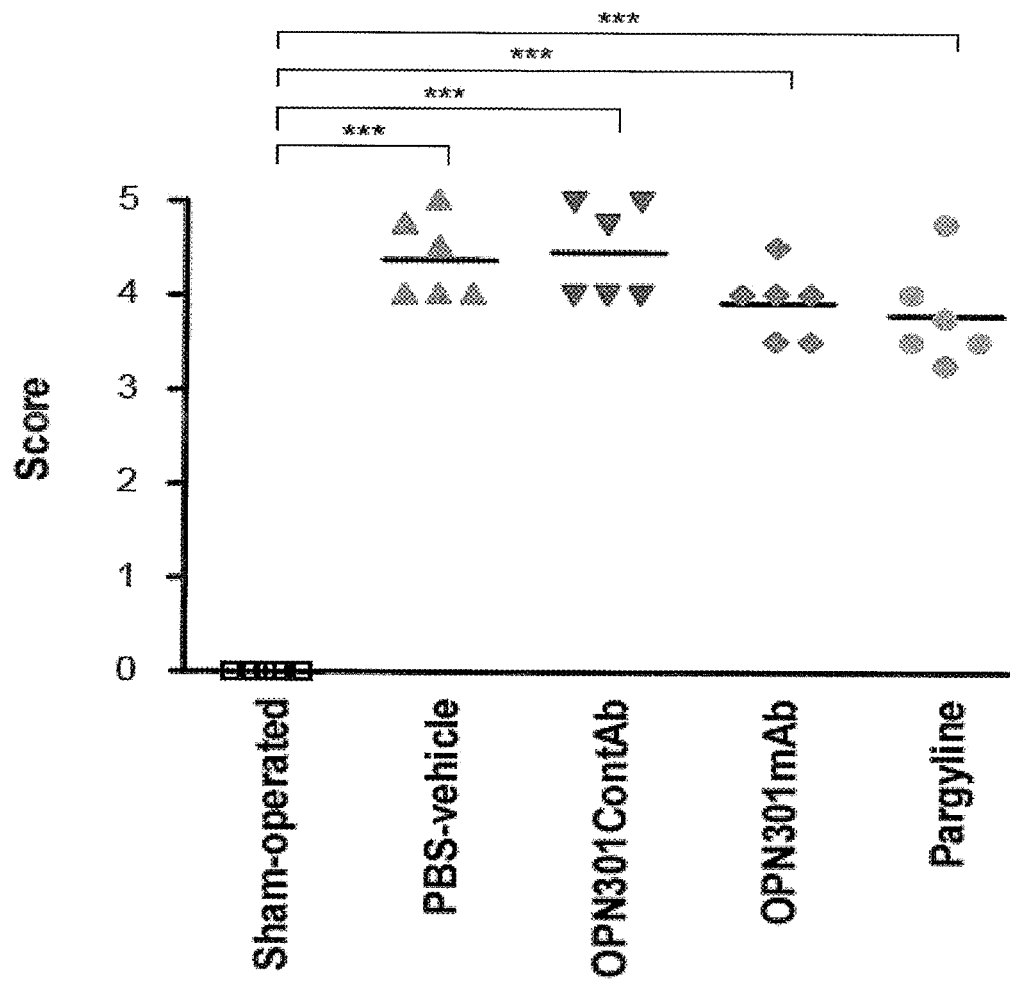 ***
***
***
***
5
4
3
2
1
0
Score
Sham-operated
PBS-vehicle
OPN301ContAb
OPN301mAb
Pargyline